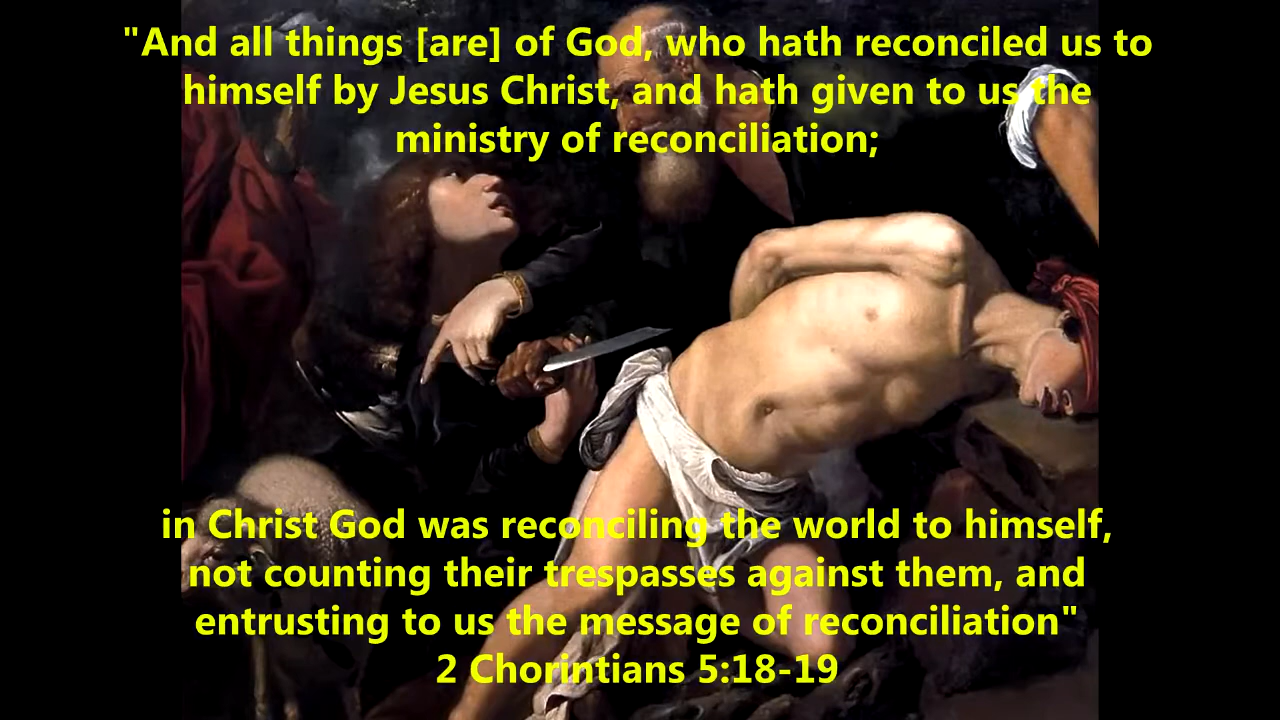 "And all things [are] of God, who hath reconciled us to
himself by Jesus Christ, and hath given to us the
ministry of reconciliation;
in Christ God was reconciling the world to himself,
not counting their trespasses against them, and
entrusting to us the message of reconciliation"
2 Chorintians 5:18-19